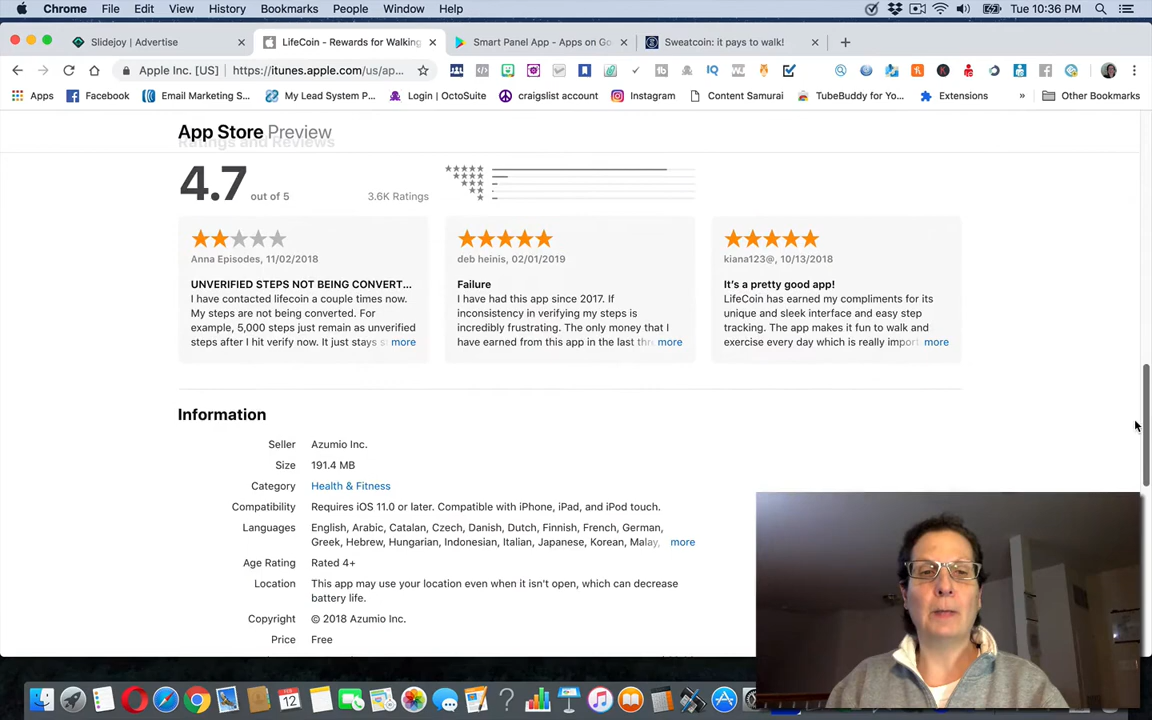 Chrome File Edit View History Bookmarks People Window Help Tue 10:36 PM
Slidejoy | Advertise LifeCoin - Rewards for Walking Smart Panel App - Apps on Go Sweatcoin: it pays to walk!
Apple Inc. [US] https://itunes.apple.com/us/ap...
Apps Facebook Email Marketing S... My Lead System P... Login | OctoSuite craigslist account Instagram Content Samurai TubeBuddy for Yo... Extensions » Other Bookmarks
App Store Preview
Ratings and Reviews
4.7 out of 5 3.6K Ratings
Anna Episodes, 11/02/2018
UNVERIFIED STEPS NOT BEING CONVERT...
I have contacted lifecoin a couple times now.
My steps are not being converted. For
example, 5,000 steps just remain as unverified
steps after I hit verify now. It just stays more
deb heinis, 02/01/2019
Failure
I have had this app since 2017. If
inconsistency in verifying my steps is
incredibly frustrating. The only money that I
have earned from this app in the last more
kiana123@, 10/13/2018
It's a pretty good app!
LifeCoin has earned my compliments for its
unique and sleek interface and easy step
tracking. The app makes it fun to walk and
exercise every day which is really more
Information
Seller Azumio Inc.
Size 191.4 MB
Category Health & Fitness
Compatibility Requires iOS 11.0 or later. Compatible with iPhone, iPad, and iPod touch.
Languages English, Arabic, Catalan, Czech, Danish, Dutch, Finnish, French, German,
Greek, Hebrew, Hungarian, Indonesian, Italian, Japanese, Korean, Malay, more
Age Rating Rated 4+
Location This app may use your location even when it isn't open, which can decrease
battery life.
Copyright © 2018 Azumio Inc.
Price Free